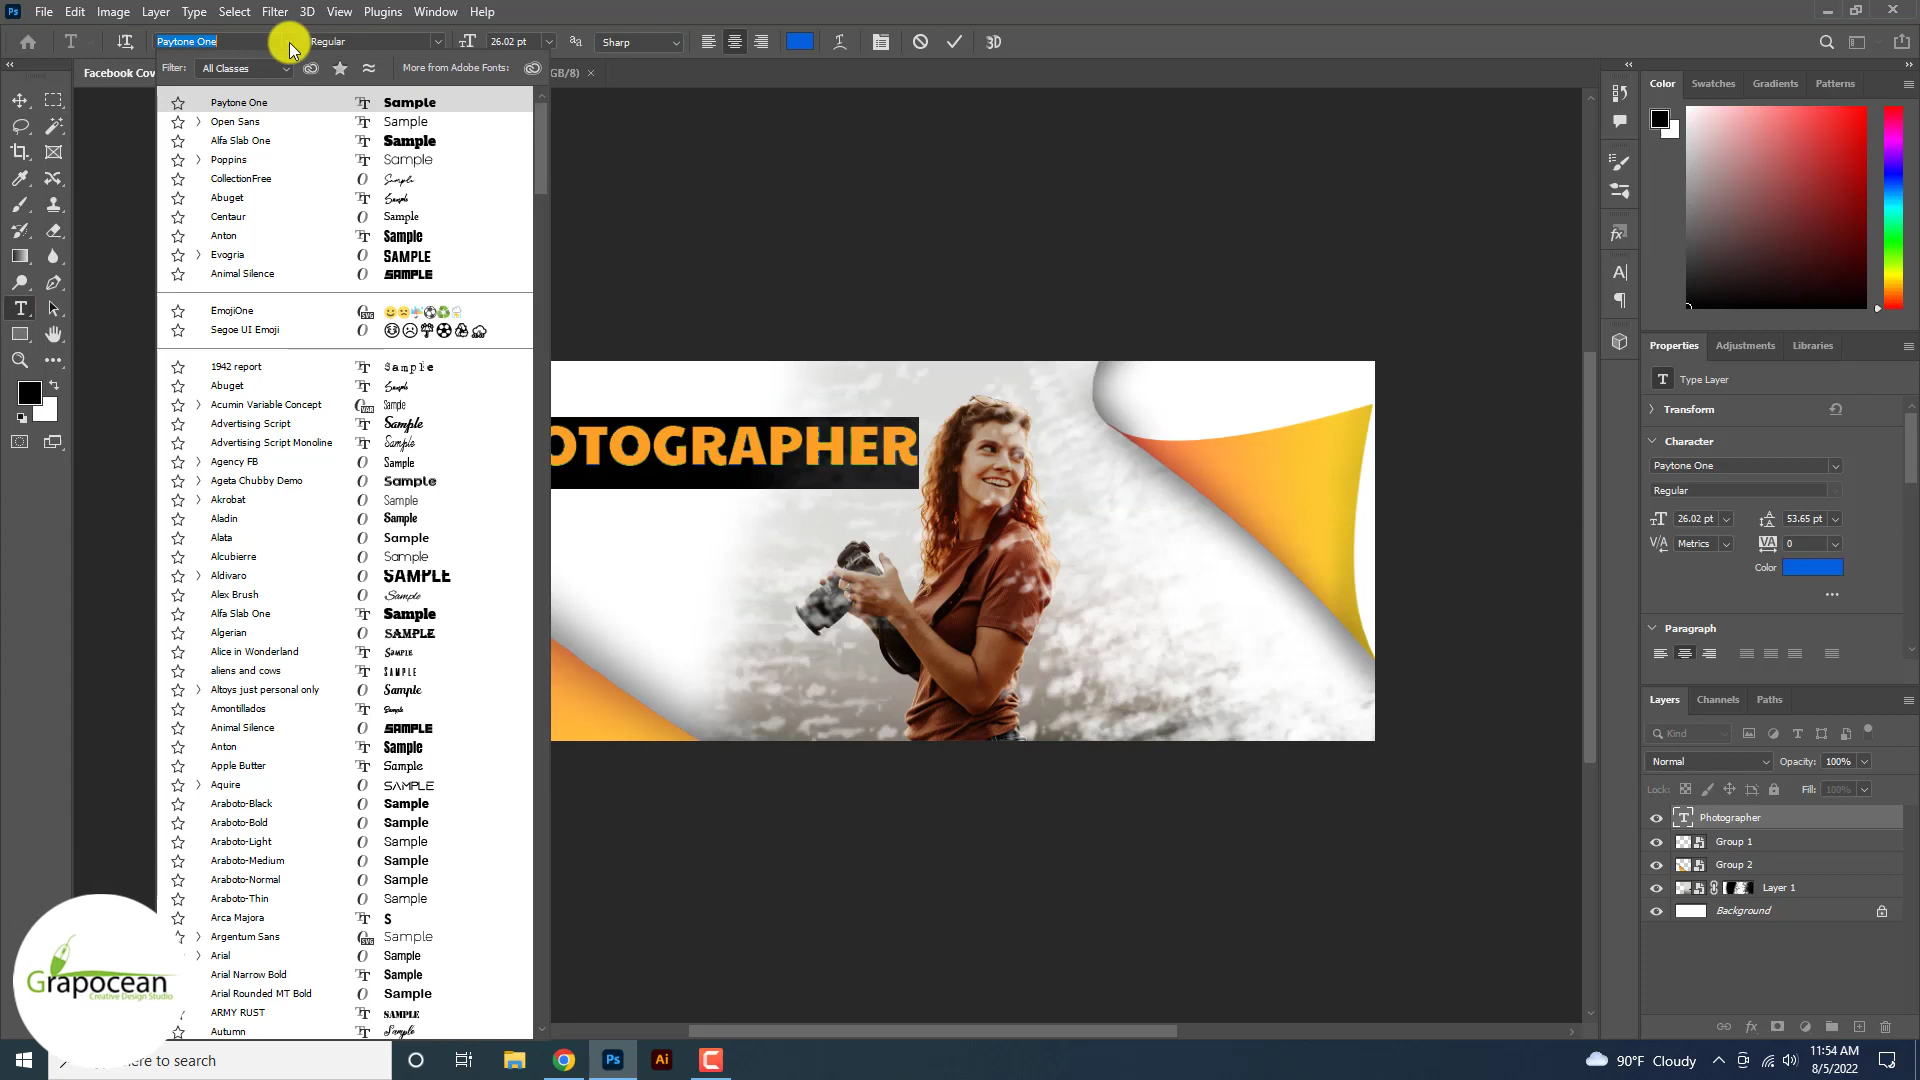 Ps File Edit Image Layer Type Select Filter 3D View Plugins Window Help
Paytone One Regular 26.02 pt Sharp 3D
Facebook Cov GB/8) ×
Filter: All Classes More from Adobe Fonts:
Paytone One Sample
Open Sans Sample
Alfa Slab One Sample
Poppins Sample
CollectionFree Sample
Abuget Sample
Centaur Sample
Anton Sample
Evogria SAMPLE
Animal Silence SAMPLE
EmojiOne
Segoe UI Emoji
1942 report Sample
Abuget Sample
Acumin Variable Concept Sample
Advertising Script Sample
Advertising Script Monoline Sample
Agency FB Sample
Ageta Chubby Demo Sample
Akrobat Sample
Aladin Sample
Alata Sample
Alcubierre Sample
Aldivaro SAMPLE
Alex Brush Sample
Alfa Slab One Sample
Algerian SAMPLE
Alice in Wonderland SAMPLE
aliens and cows SAMPLE
Altoys just personal only Sample
Amontillados Sample
Animal Silence SAMPLE
Anton Sample
Apple Butter Sample
Aquire SAMPLE
Araboto-Black Sample
Araboto-Bold Sample
Araboto-Light Sample
Araboto-Medium Sample
Araboto-Normal Sample
Araboto-Thin Sample
Arca Majora S
Argentum Sans Sample
Arial Sample
Arial Narrow Bold Sample
Arial Rounded MT Bold Sample
ARMY RUST SAMPLE
Autumn Sample
OTOGRAPHER
Color Swatches Gradients Patterns
Properties Adjustments Libraries
T Type Layer
Transform
Character
Paytone One
Regular
26.02 pt 53.65 pt
Metrics 0
Color
Paragraph
Layers Channels Paths
Kind
Normal Opacity: 100%
Lock: Fill: 100%
Photographer
Group 1
Group 2
Layer 1
Background
Grapocean
Creative Design Studio
here to search
Ps Ai
90°F Cloudy
11:54 AM
8/5/2022